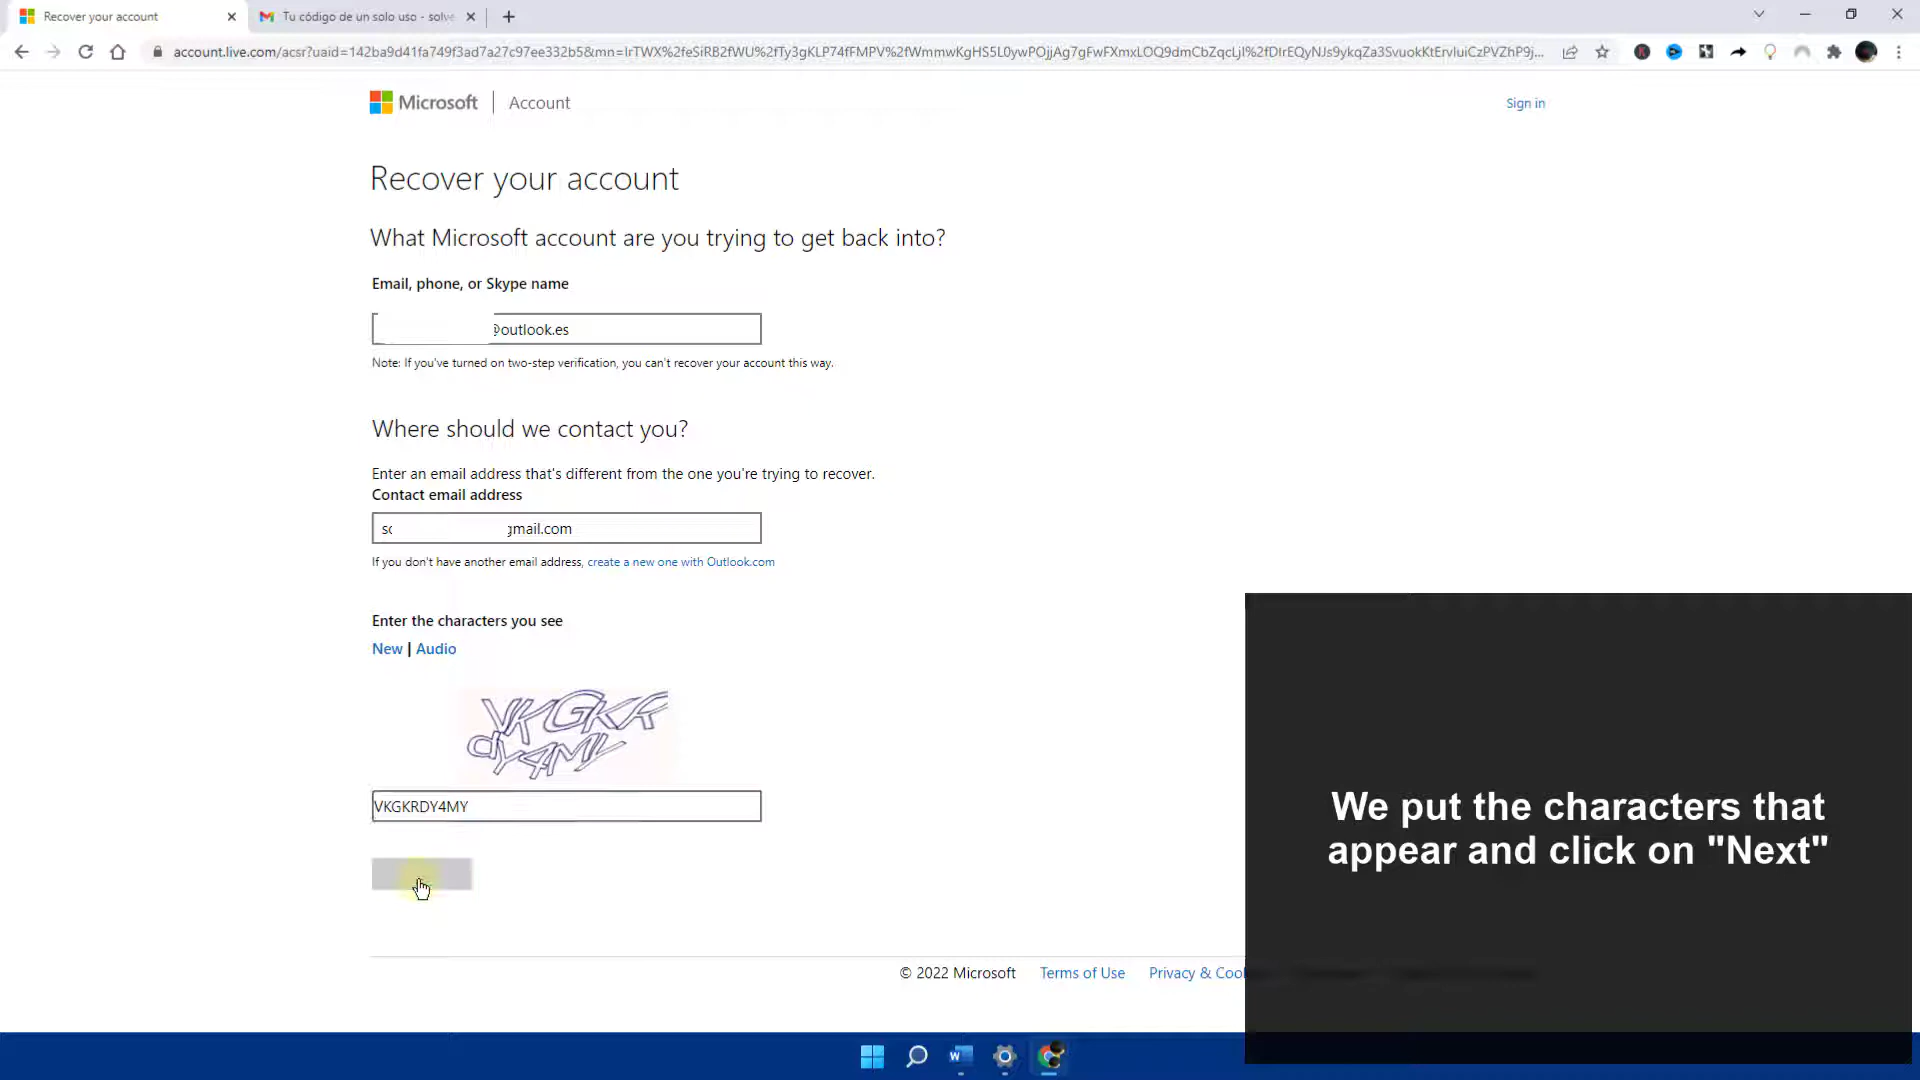 Recover your account
Tu código de un solo uso - solve
account.live.com/acsr?uaid=142ba9d41fa749f3ad7a27c97ee332b5&mn=IrTWX%2feSiRB2fWU%2fTy3gKLP74fFMPV%2fWmmwKgHS5L0ywPOjjAg7gFwFXmxLOQ9dmCbZqcLjI%2fDIrEQyNJs9ykqZa3SvuokKtErvIuiCzPVZhP9j...
Microsoft | Account
Sign in
Recover your account
What Microsoft account are you trying to get back into?
Email, phone, or Skype name
@outlook.es
Note: If you've turned on two-step verification, you can't recover your account this way.
Where should we contact you?
Enter an email address that's different from the one you're trying to recover.
Contact email address
gmail.com
If you don't have another email address, create a new one with Outlook.com
Enter the characters you see
New | Audio
VKGKR
dY4MY
VKGKRDY4MY
We put the characters that
appear and click on "Next"
© 2022 Microsoft Terms of Use Privacy &